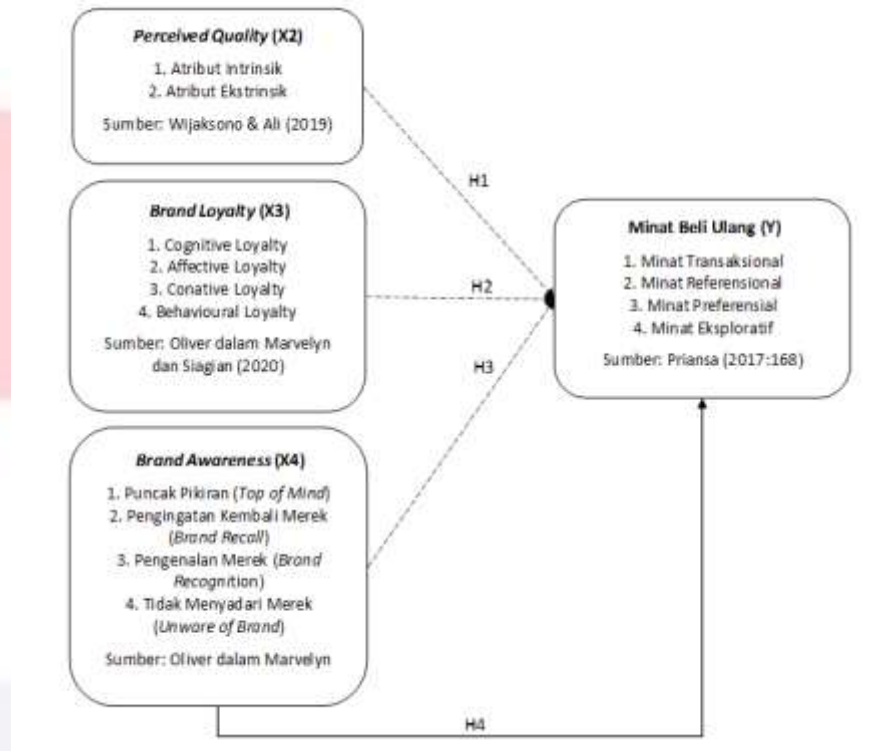 Perceived Quality (X2)
1. Atribut Intrinsik
2. Atribut Ekstrinsik
Sumber: Wijaksono & Ali (2019)
H1
Brand Loyalty (X3)
1. Cognitive Loyalty
2. Affective Loyalty
3. Conative Loyalty
4. Behavioural Loyalty
Sumber: Oliver dalam Marvelyn
dan Siagian (2020)
H2
H3
Minat Beli Ulang (Y)
1. Minat Transaksional
2. Minat Referensional
3. Minat Preferensial
4. Minat Eksploratif
Sumber: Priansa (2017:168)
Brand Awareness (X4)
1. Puncak Pikiran (Top of Mind)
2. Pengingatan Kembali Merek
(Brand Recall)
3. Pengenalan Merek (Brand
Recognition)
4. Tidak Menyadari Merek
(Unware of Brand)
Sumber: Oliver dalam Marvelyn
H4